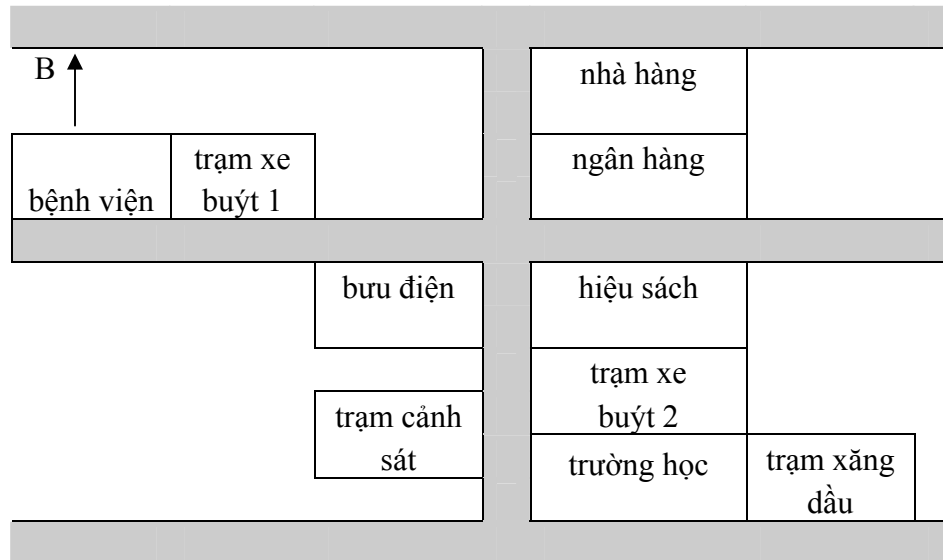 B
nhà hàng
trạm xe
buýt 1
ngân hàng
bệnh viện
bưu điện
hiệu sách
trạm xe
buýt 2
trạm cảnh
sát
trường học
trạm xăng
dầu